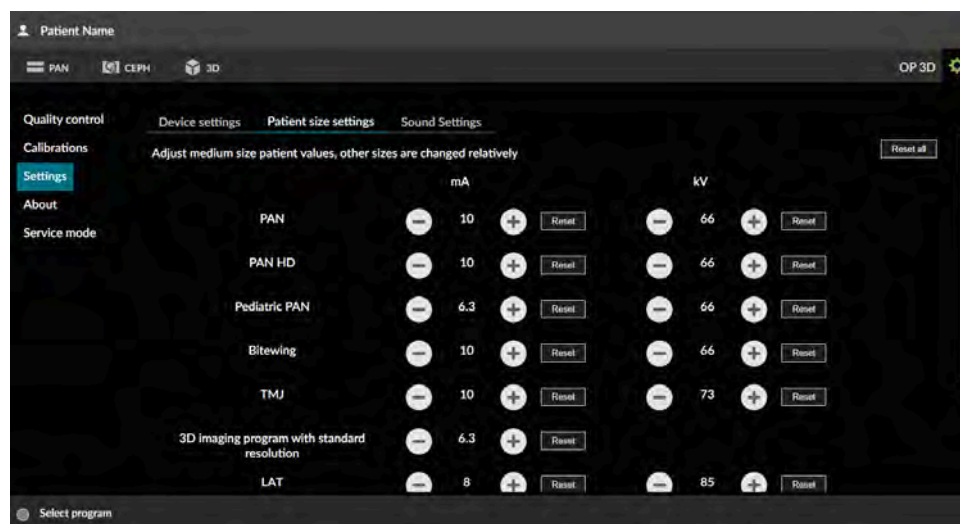 Patient Name
PAN CEPH 3D OP 3D
Quality control
Device settings Patient size settings Sound Settings
Calibrations
Adjust medium size patient values, other sizes are changed relatively Reset all
Settings
mA kV
About
PAN 10 Reset 66 Reset
Service mode
PAN HD 10 Reset 66 Reset
Pediatric PAN 6.3 Reset 66 Reset
Bitewing 10 Reset 66 Reset
TMJ 10 Reset 73 Reset
3D imaging program with standard
resolution 6.3 Reset
LAT 8 Reset 85 Reset
Select program